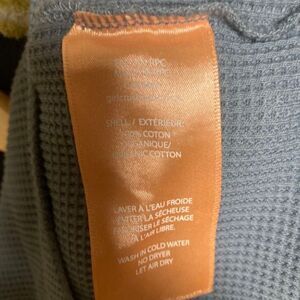 SHELL / EXTÉRIEUR:
100% COTON
ORGANIQUE/
ORGANIC COTTON
LAVER À L'EAU FROIDE
ÉVITER LA SÉCHEUSE
FAVORISER LE SÉCHAGE
À L'AIR LIBRE.
WASH IN COLD WATER
NO DRYER
LET AIR DRY